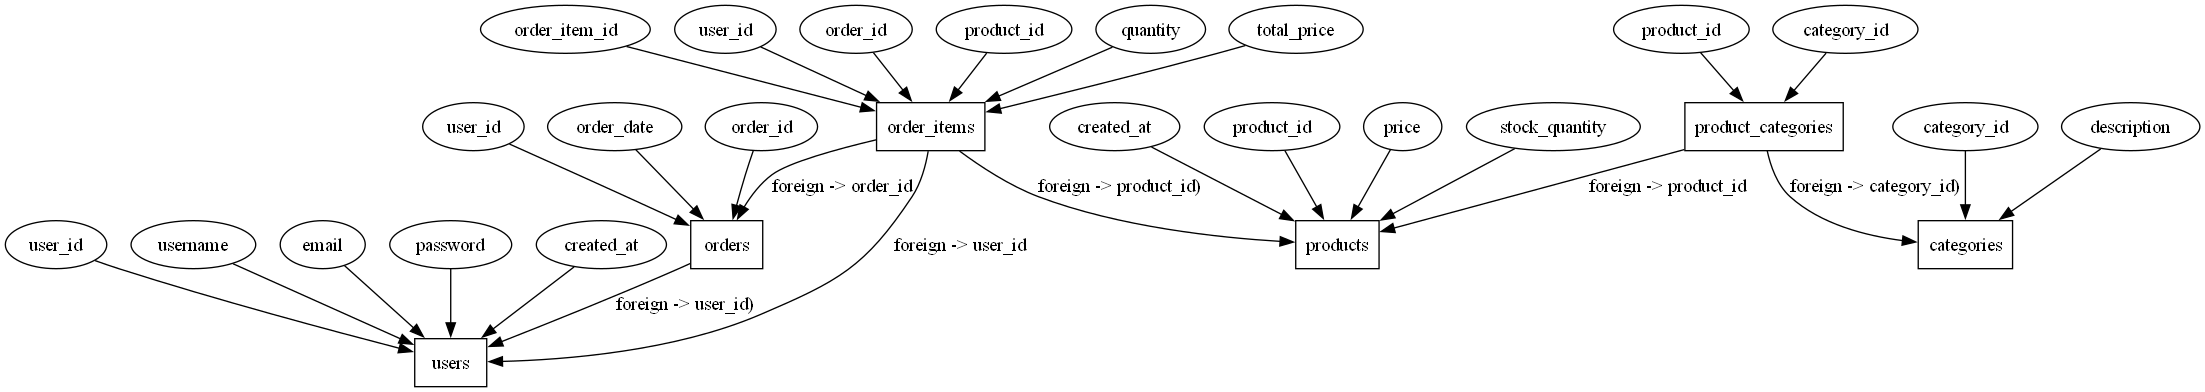 order_item_id
user_id
order_id
product_id
quantity
total_price
product_id
category_id
user_id
order_date
order_id
order_items
created_at
product_id
price
stock_quantity
product_categories
category_id
description
foreign -> order_id
foreign -> product_id)
foreign -> product_id
foreign -> category_id)
user_id
username
email
password
created_at
orders
foreign -> user_id
products
categories
foreign -> user_id)
users